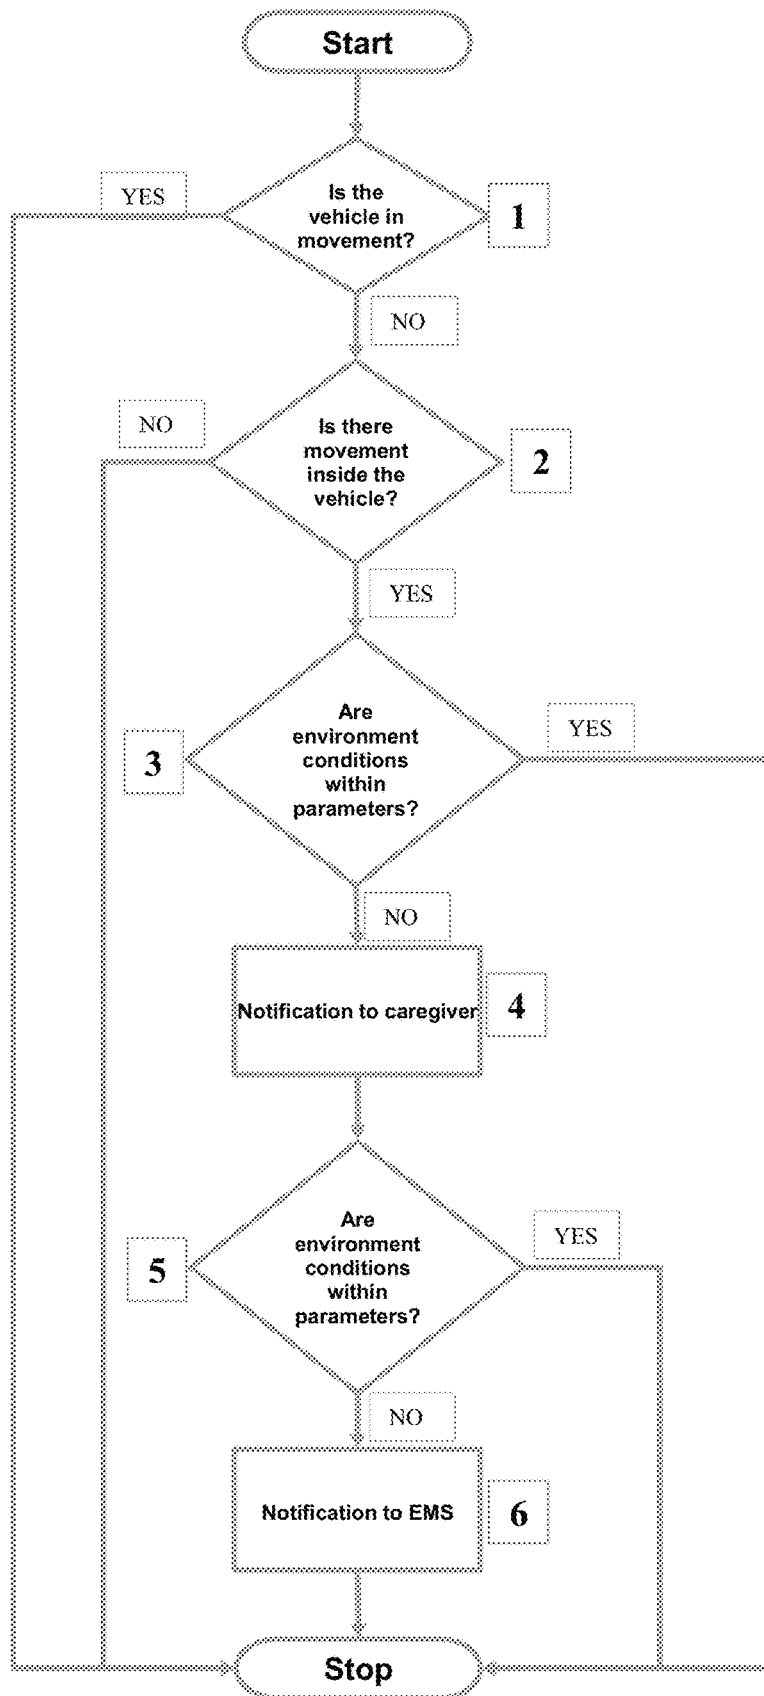 Start
YES
Is the
vehicle in
movement?
1
NO
NO
Is there
movement
inside the
vehicle?
2
YES
Are
environment
conditions
within
parameters?
YES
3
NO
Notification to caregiver
4
Are
environment
conditions
within
parameters?
YES
5
NO
Notification to EMS
6
Stop